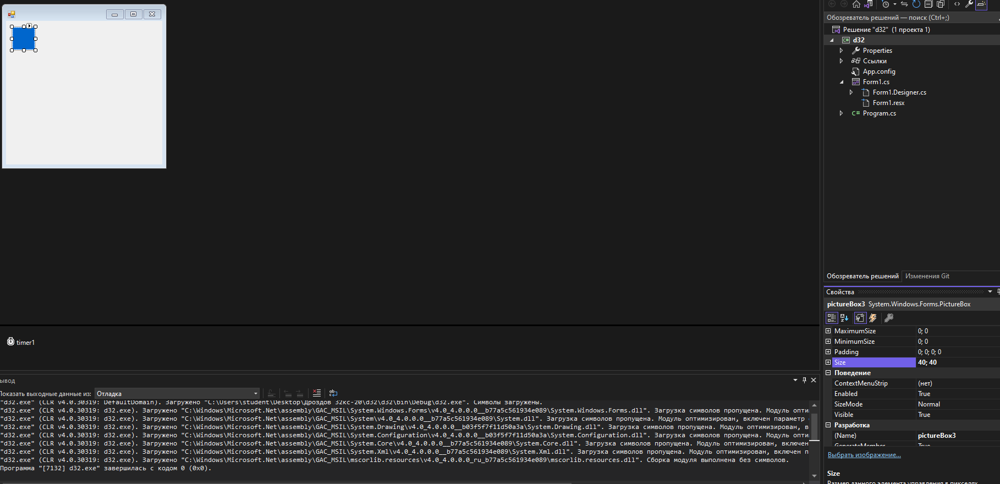 Обозреватель решений — поиск (Ctrl+;)
Решение "d32" (1 проекта 1)
C# d32
Properties
Ссылки
App.config
Form1.cs
Form1.Designer.cs
Form1.resx
C# Program.cs
Обозреватель решений Изменения Git
Свойства
pictureBox3 System.Windows.Forms.PictureBox
MaximumSize 0; 0
MinimumSize 0; 0
Padding 0; 0; 0; 0
Size 40; 40
Поведение
ContextMenuStrip (нет)
Enabled True
SizeMode Normal
Visible True
Разработка
(Name) pictureBox3
GenerateMember True
Выбрать изображение...
Size
Размер данного элемента управления в пикселях.
timer1
ывод
Показать выходные данные из: Отладка
"d32.exe" (CLR v4.0.30319: DefaultDomain). Загружено "C:\Users\student\Desktop\Дроздов 32кс-20\d32\d32\bin\Debug\d32.exe". Символы загружены.
"d32.exe" (CLR v4.0.30319: d32.exe). Загружено "C:\Windows\Microsoft.Net\assembly\GAC_MSIL\System.Windows.Forms\v4.0_4.0.0.0__b77a5c561934e089\System.Windows.Forms.dll". Загрузка символов пропущена. Модуль опти
"d32.exe" (CLR v4.0.30319: d32.exe). Загружено "C:\Windows\Microsoft.Net\assembly\GAC_MSIL\System\v4.0_4.0.0.0__b77a5c561934e089\System.dll". Загрузка символов пропущена. Модуль оптимизирован, включен параметр
"d32.exe" (CLR v4.0.30319: d32.exe). Загружено "C:\Windows\Microsoft.Net\assembly\GAC_MSIL\System.Drawing\v4.0_4.0.0.0__b03f5f7f11d50a3a\System.Drawing.dll". Загрузка символов пропущена. Модуль оптимизирован, в
"d32.exe" (CLR v4.0.30319: d32.exe). Загружено "C:\Windows\Microsoft.Net\assembly\GAC_MSIL\System.Configuration\v4.0_4.0.0.0__b03f5f7f11d50a3a\System.Configuration.dll". Загрузка символов пропущена. Модуль опти
"d32.exe" (CLR v4.0.30319: d32.exe). Загружено "C:\Windows\Microsoft.Net\assembly\GAC_MSIL\System.Core\v4.0_4.0.0.0__b77a5c561934e089\System.Core.dll". Загрузка символов пропущена. Модуль оптимизирован, включен
"d32.exe" (CLR v4.0.30319: d32.exe). Загружено "C:\Windows\Microsoft.Net\assembly\GAC_MSIL\System.Xml\v4.0_4.0.0.0__b77a5c561934e089\System.Xml.dll". Загрузка символов пропущена. Модуль оптимизирован, включен п
"d32.exe" (CLR v4.0.30319: d32.exe). Загружено "C:\Windows\Microsoft.Net\assembly\GAC_MSIL\mscorlib.resources\v4.0_4.0.0.0_ru_b77a5c561934e089\mscorlib.resources.dll". Сборка модуля выполнена без символов.
Программа "[7132] d32.exe" завершилась с кодом 0 (0x0).